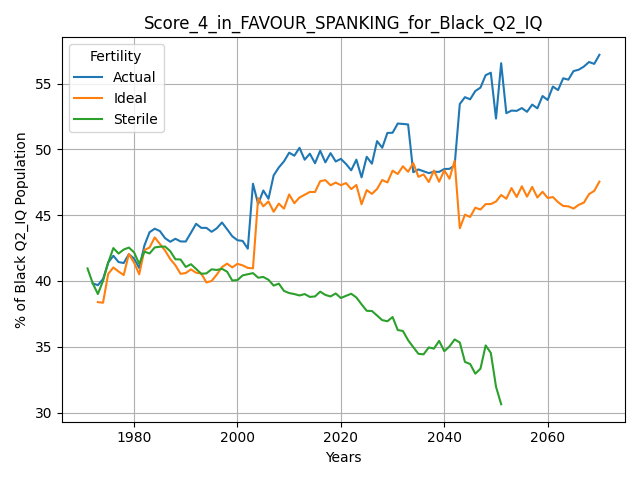 Score_4_in_FAVOUR_SPANKING_for_Black_Q2_IQ
Fertility
Actual
Ideal
Sterile
% of Black Q2_IQ Population
55
50
45
40
35
30
1980 2000 2020 2040 2060
Years